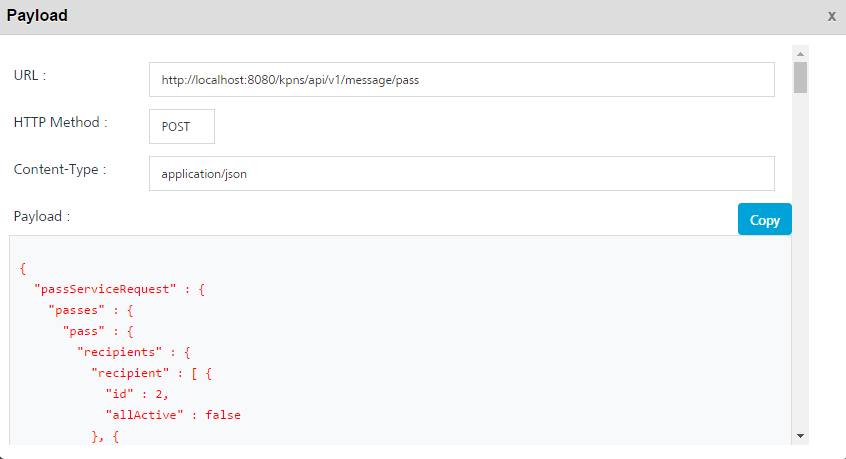 Payload x
URL : http://localhost:8080/kpns/api/v1/message/pass
HTTP Method : POST
Content-Type : application/json
Payload : Copy
{
  "passServiceRequest" : {
    "passes" : {
      "pass" : {
        "recipients" : {
          "recipient" : [ {
            "id" : 2,
            "allActive" : false
          }, {